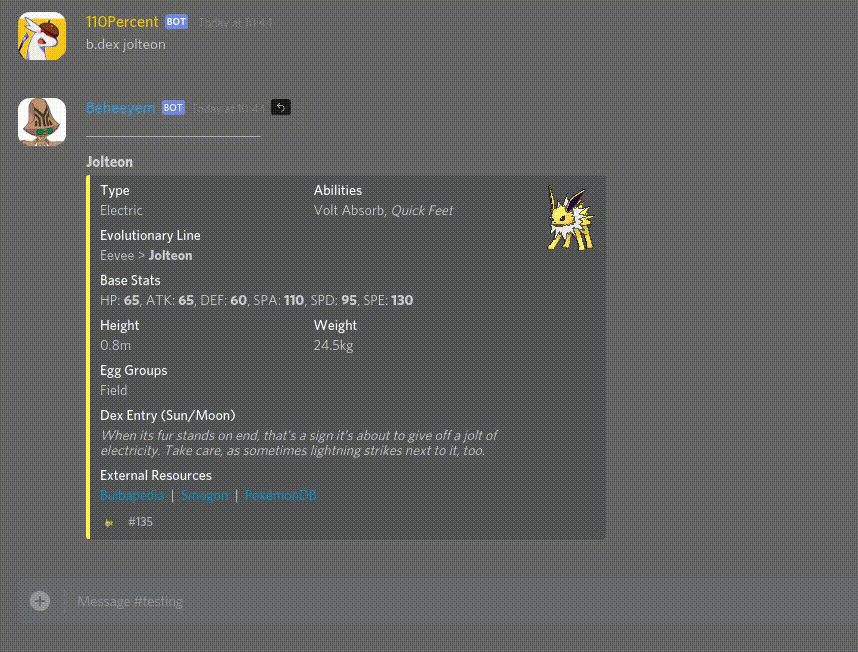 110Percent BOT Today at 10:44
b.dex jolteon
Beheeyem BOT Today at 10:44
Jolteon
Type Abilities
Electric Volt Absorb, Quick Feet
Evolutionary Line
Eevee > Jolteon
Base Stats
HP: 65, ATK: 65, DEF: 60, SPA: 110, SPD: 95, SPE: 130
Height Weight
0.8m 24.5kg
Egg Groups
Field
Dex Entry (Sun/Moon)
When its fur stands on end, that's a sign it's about to give off a jolt of
electricity. Take care, as sometimes lightning strikes next to it, too.
External Resources
Bulbapedia | Smogon | PokémonDB
#135
Message #testing